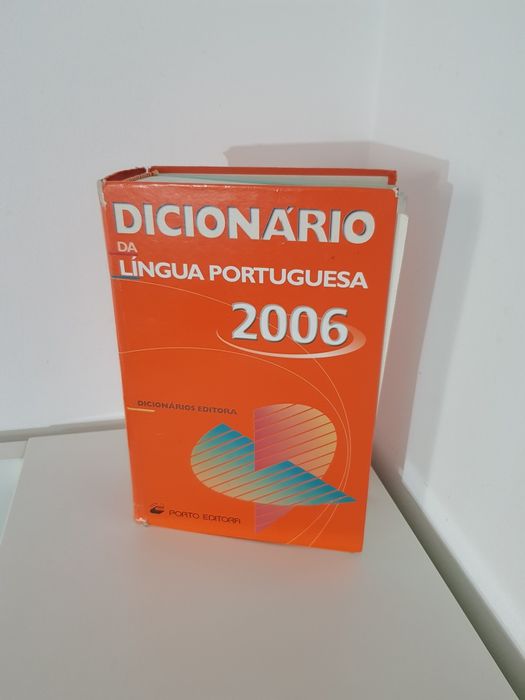 DICIONÁRIO
DA
LÍNGUA PORTUGUESA
2006
DICIONÁRIOS EDITORA
PORTO EDITORA